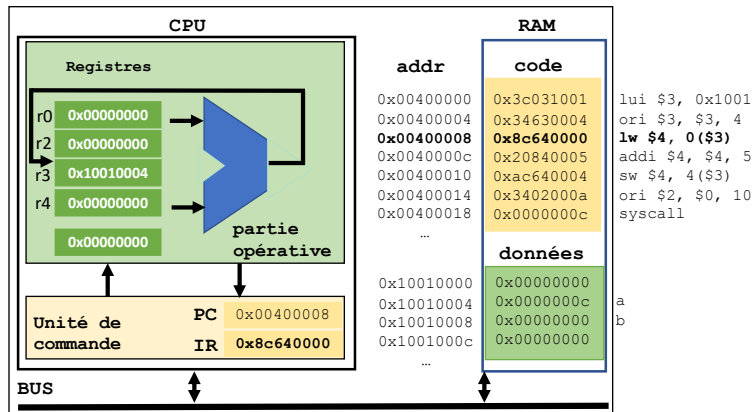 CPU
RAM
Registres
addr
code
r0 0x00000000
r2 0x00000000
r3 0x10010004
r4 0x00000000
0x00000000
partie
opérative
0x00400000 0x3c031001 lui $3, 0x1001
0x00400004 0x34630004 ori $3, $3, 4
0x00400008 0x8c640000 lw $4, 0($3)
0x0040000c 0x20840005 addi $4, $4, 5
0x00400010 0xac640004 sw $4, 4($3)
0x00400014 0x3402000a ori $2, $0, 10
0x00400018 0x0000000c syscall
…
données
0x10010000 0x00000000
0x10010004 0x0000000c a
0x10010008 0x00000000 b
0x1001000c 0x00000000
…
Unité de
commande
PC 0x00400008
IR 0x8c640000
BUS